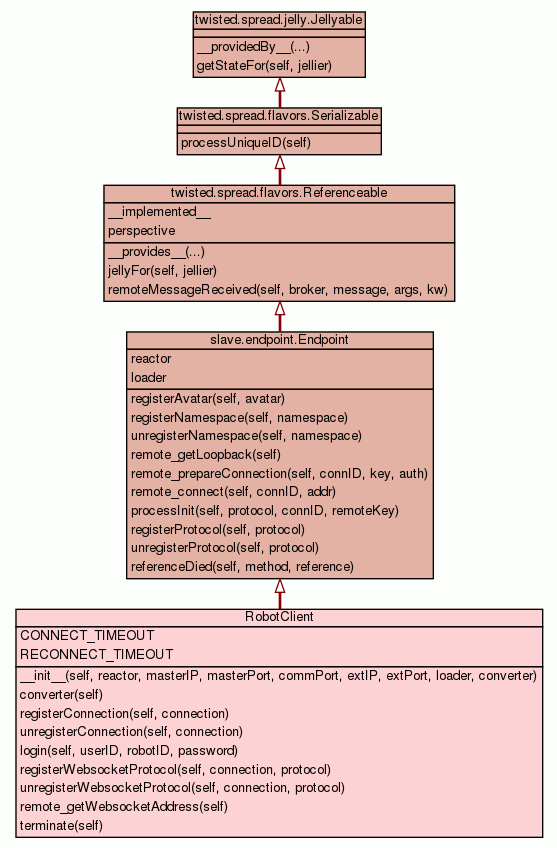 twisted.spread.jelly.Jellyable
__providedBy__(...)
getStateFor(self, jellier)
twisted.spread.flavors.Serializable
processUniqueID(self)
twisted.spread.flavors.Referenceable
__implemented__
perspective
__provides__(...)
jellyFor(self, jellier)
remoteMessageReceived(self, broker, message, args, kw)
slave.endpoint.Endpoint
reactor
loader
registerAvatar(self, avatar)
registerNamespace(self, namespace)
unregisterNamespace(self, namespace)
remote_getLoopback(self)
remote_prepareConnection(self, connID, key, auth)
remote_connect(self, connID, addr)
processInit(self, protocol, connID, remoteKey)
registerProtocol(self, protocol)
unregisterProtocol(self, protocol)
referenceDied(self, method, reference)
RobotClient
CONNECT_TIMEOUT
RECONNECT_TIMEOUT
__init__(self, reactor, masterIP, masterPort, commPort, extIP, extPort, loader, converter)
converter(self)
registerConnection(self, connection)
unregisterConnection(self, connection)
login(self, userID, robotID, password)
registerWebsocketProtocol(self, connection, protocol)
unregisterWebsocketProtocol(self, connection, protocol)
remote_getWebsocketAddress(self)
terminate(self)